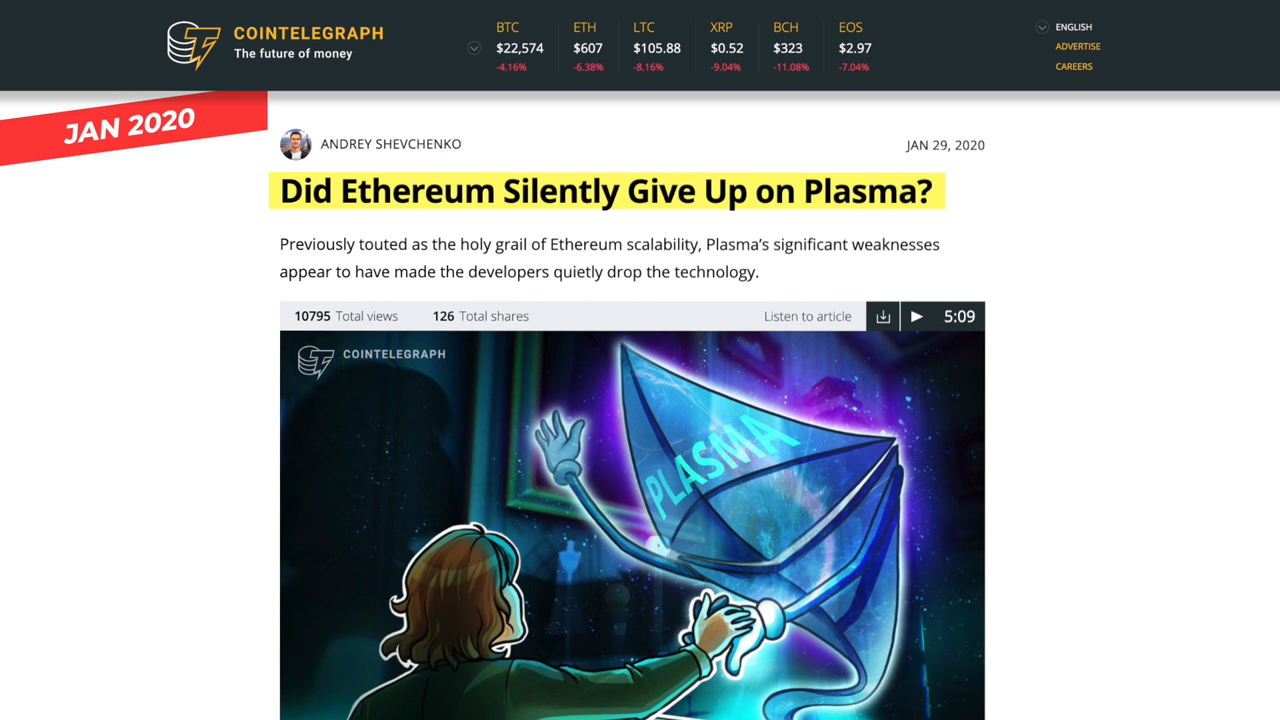 COINTELEGRAPH
The future of money
BTC ETH LTC XRP BCH EOS
$22,574 $607 $105.88 $0.52 $323 $2.97
-4.16% -6.38% -8.16% -9.04% -11.08% -7.04%
ENGLISH
ADVERTISE
CAREERS
JAN 2020
ANDREY SHEVCHENKO JAN 29, 2020
Did Ethereum Silently Give Up on Plasma?
Previously touted as the holy grail of Ethereum scalability, Plasma’s significant weaknesses
appear to have made the developers quietly drop the technology.
10795 Total views 126 Total shares Listen to article 5:09
COINTELEGRAPH
PLASMA